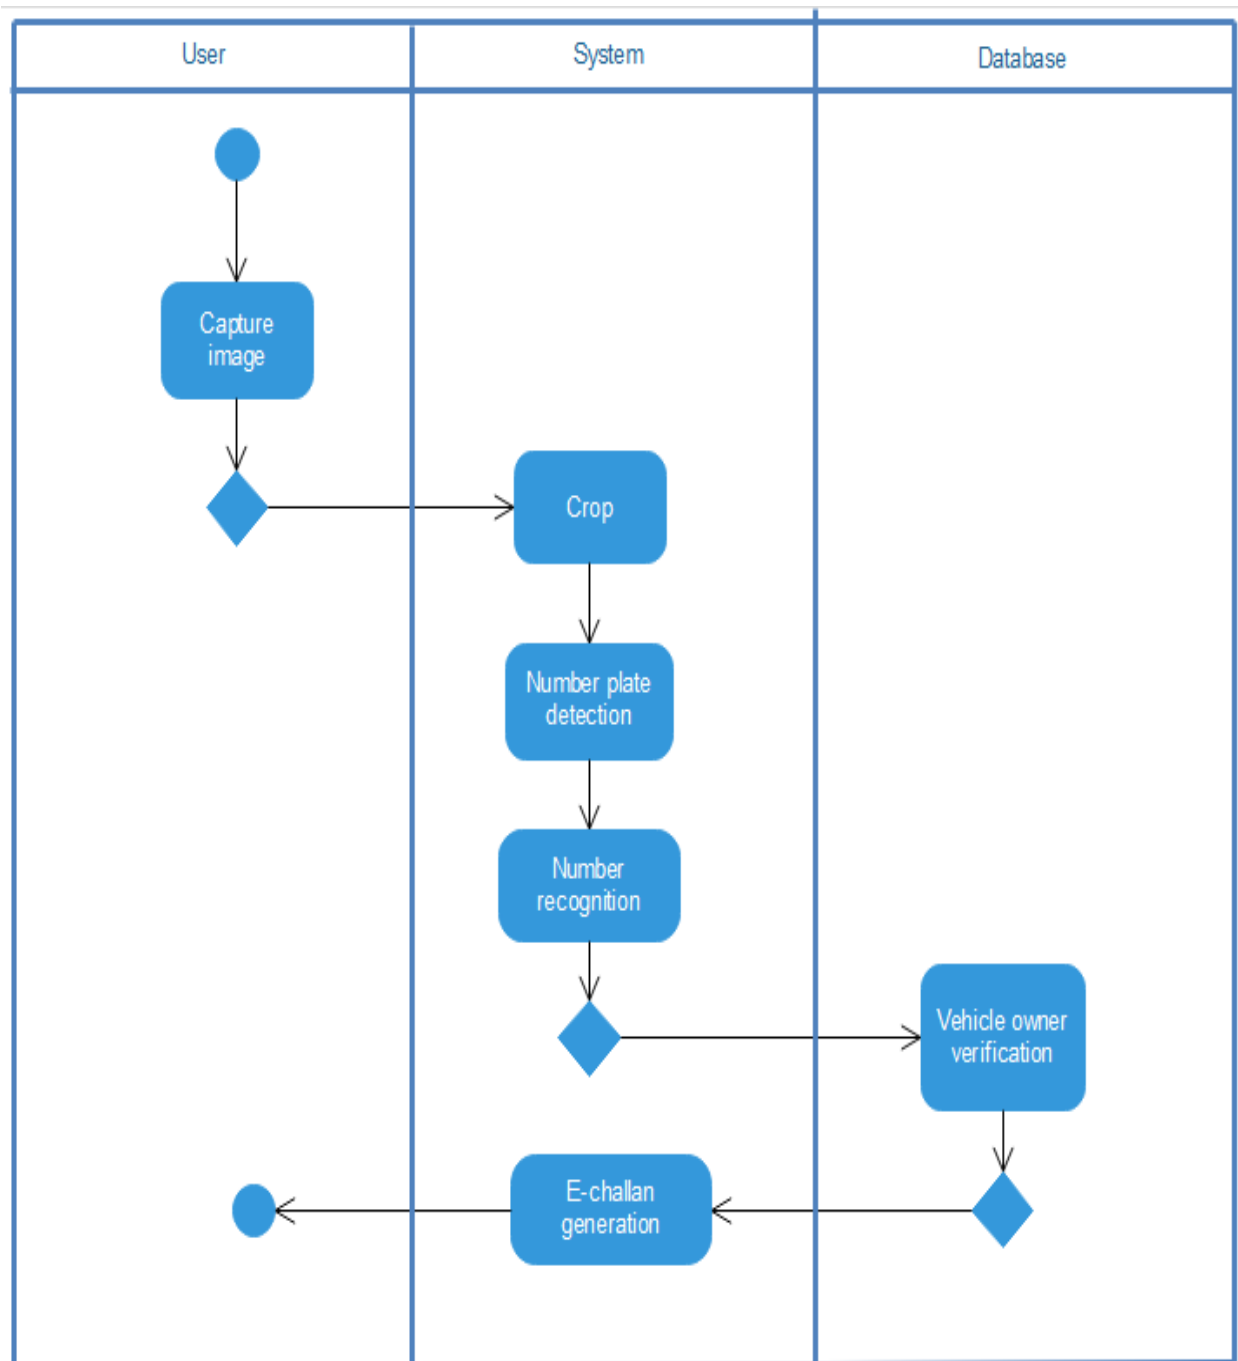 User
System
Database
Capture
image
Crop
Number plate
detection
Number
recognition
Vehicle owner
verification
E-challan
generation